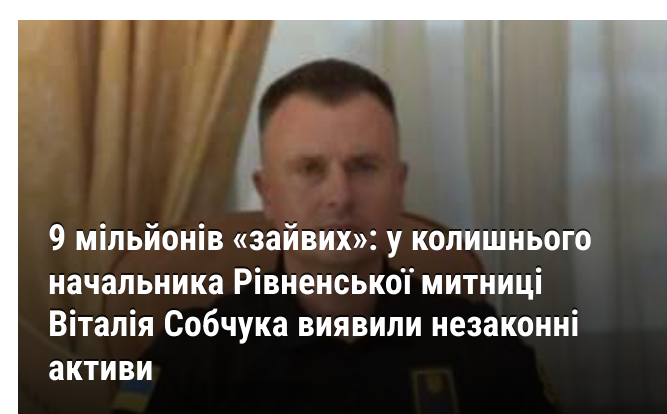 9 мільйонів «зайвих»: у колишнього
начальника Рівненської митниці
Віталія Собчука виявили незаконні
активи